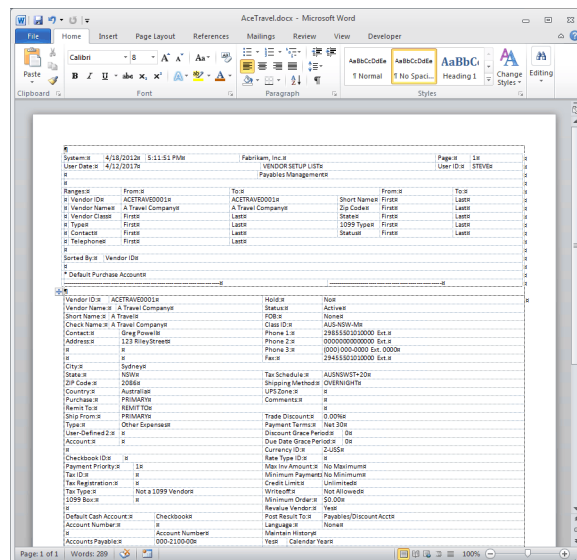 AceTravel.docx - Microsoft Word
File Home Insert Page Layout References Mailings Review View Developer
Paste Calibri 8 A A Aa AaBbCcDdEe AaBbCcDdEe AaBbC Change Styles Editing
B I U abc x, x² A ab A ¶ Normal ¶ No Spaci... Heading 1
Clipboard Font Paragraph Styles
¶
System:¤ 4/18/2012¤ 5:11:51 PM¤ Fabrikam, Inc.¤ Page:¤ 1¤
User Date:¤ 4/12/2017¤ VENDOR SETUP LIST¤ User ID:¤ STEVE¤
¤ Payables Management¤
¤
Ranges:¤ From:¤ To:¤ From:¤ To:¤
¤ Vendor ID¤ ACETRAVE0001¤ ACETRAVE0001¤ Short Name¤ First¤ Last¤
¤ Vendor Name¤ A Travel Company¤ A Travel Company¤ Zip Code¤ First¤ Last¤
¤ Vendor Class¤ First¤ Last¤ State¤ First¤ Last¤
¤ Type¤ First¤ Last¤ 1099 Type¤ First¤ Last¤
¤ Contact¤ First¤ Last¤ Status¤ First¤ Last¤
¤ Telephone¤ First¤ Last¤
¤
Sorted By:¤ Vendor ID¤
¤
* Default Purchase Account¤
¶
Vendor ID:¤ ACETRAVE0001¤ Hold:¤ No¤
Vendor Name:¤ A Travel Company¤ Status:¤ Active¤
Short Name:¤ A Travel¤ FOB:¤ None¤
Check Name:¤ A Travel Company¤ Class ID:¤ AUS-NSW-M¤
Contact:¤ Greg Powell¤ Phone 1:¤ 29855501010000 Ext.¤
Address:¤ 123 Riley Street¤ Phone 2:¤ 00000000000000 Ext.¤
¤ ¤ Phone 3:¤ (000) 000-0000 Ext. 0000¤
¤ ¤ Fax:¤ 29455501010000 Ext.¤
City:¤ Sydney¤
State:¤ NSW¤ Tax Schedule:¤ AUSNSWST+20¤
ZIP Code:¤ 2086¤ Shipping Method:¤ OVERNIGHT¤
Country:¤ Australia¤ UPS Zone:¤ ¤
Purchase:¤ PRIMARY¤ Comments:¤ ¤
Remit To:¤ REMIT TO¤ ¤
Ship From:¤ PRIMARY¤ Trade Discount:¤ 0.00%¤
Type:¤ Other Expenses¤ Payment Terms:¤ Net 30¤
User-Defined 2:¤ ¤ Discount Grace Period:¤ 0¤
Account:¤ ¤ Due Date Grace Period:¤ 0¤
Currency ID:¤ Z-US$¤
Checkbook ID:¤ ¤ Rate Type ID:¤ ¤
Payment Priority:¤ 1¤ Max Inv Amount:¤ No Maximum¤
Tax ID:¤ ¤ Minimum Payment:¤ No Minimum¤
Tax Registration:¤ ¤ Credit Limit:¤ Unlimited¤
Tax Type:¤ Not a 1099 Vendor¤ Writeoff:¤ Not Allowed¤
1099 Box:¤ ¤ Minimum Order:¤ $0.00¤
Revalue Vendor:¤ Yes¤
Default Cash Account:¤ Checkbook¤ Post Result To:¤ Payables/Discount Acct¤
Account Number:¤ ¤ Language:¤ None¤
¤ Account Number¤ Maintain History¤
Accounts Payable:¤ 000-2100-00¤ Yes¤ Calendar Year¤
Page: 1 of 1 Words: 289 100%